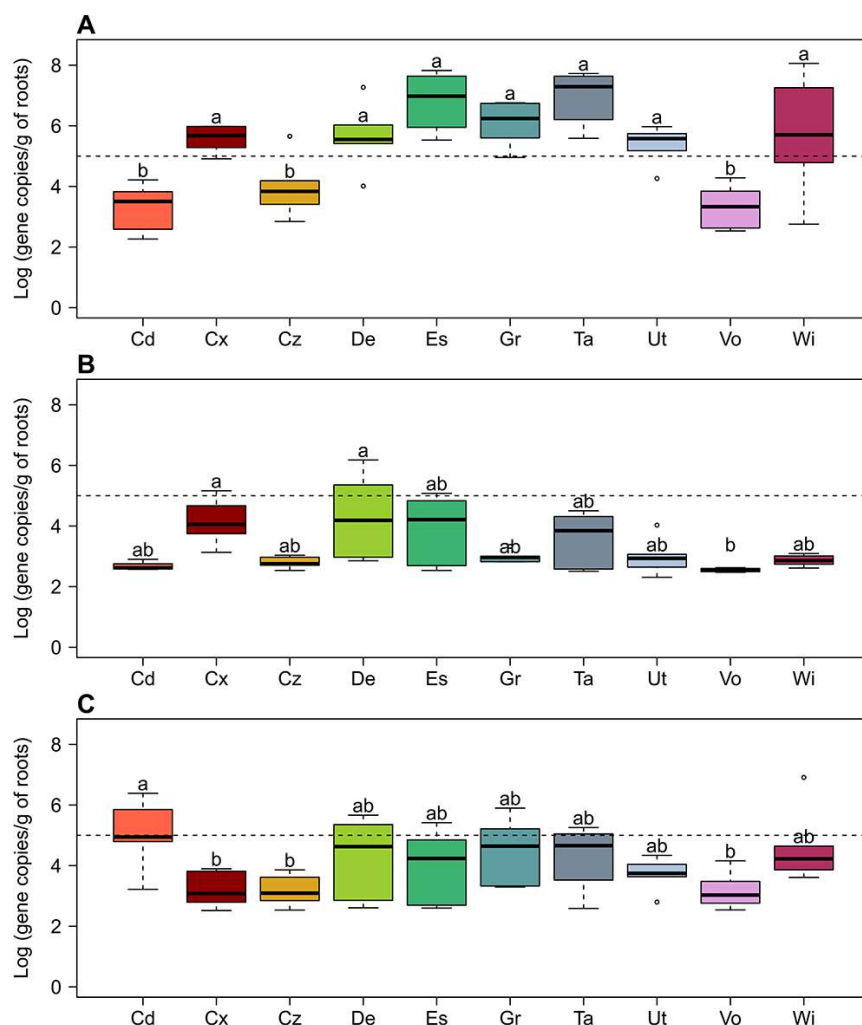 A
Log (gene copies/g of roots)
8
6
4
2
0
b
a
b
a
a
a
a
a
b
a
Cd Cx Cz De Es Gr Ta Ut Vo Wi
B
Log (gene copies/g of roots)
8
6
4
2
0
ab
a
ab
a
ab
ab
ab
ab
b
ab
Cd Cx Cz De Es Gr Ta Ut Vo Wi
C
Log (gene copies/g of roots)
8
6
4
2
0
a
b
b
ab
ab
ab
ab
ab
b
ab
Cd Cx Cz De Es Gr Ta Ut Vo Wi